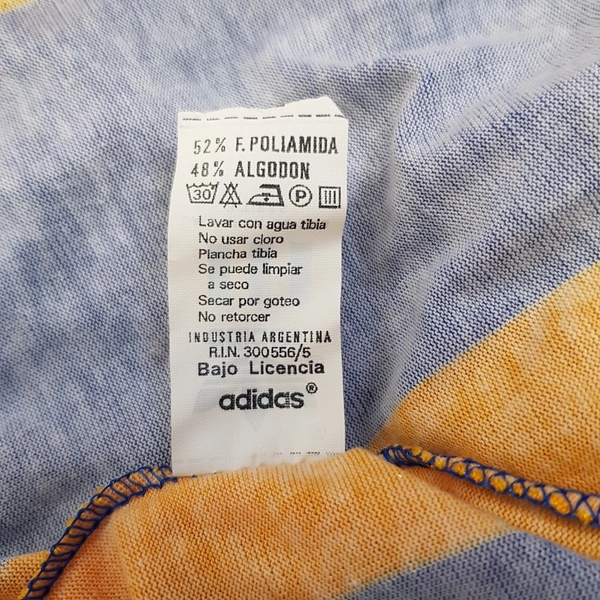 52% F. POLIAMIDA
48% ALGODON
30 P
Lavar con agua tibia
No usar cloro
Plancha tibia
Se puede limpiar
a seco
Secar por goteo
No retorcer
INDUSTRIA ARGENTINA
R.I.N. 300556/5
Bajo Licencia
adidas®